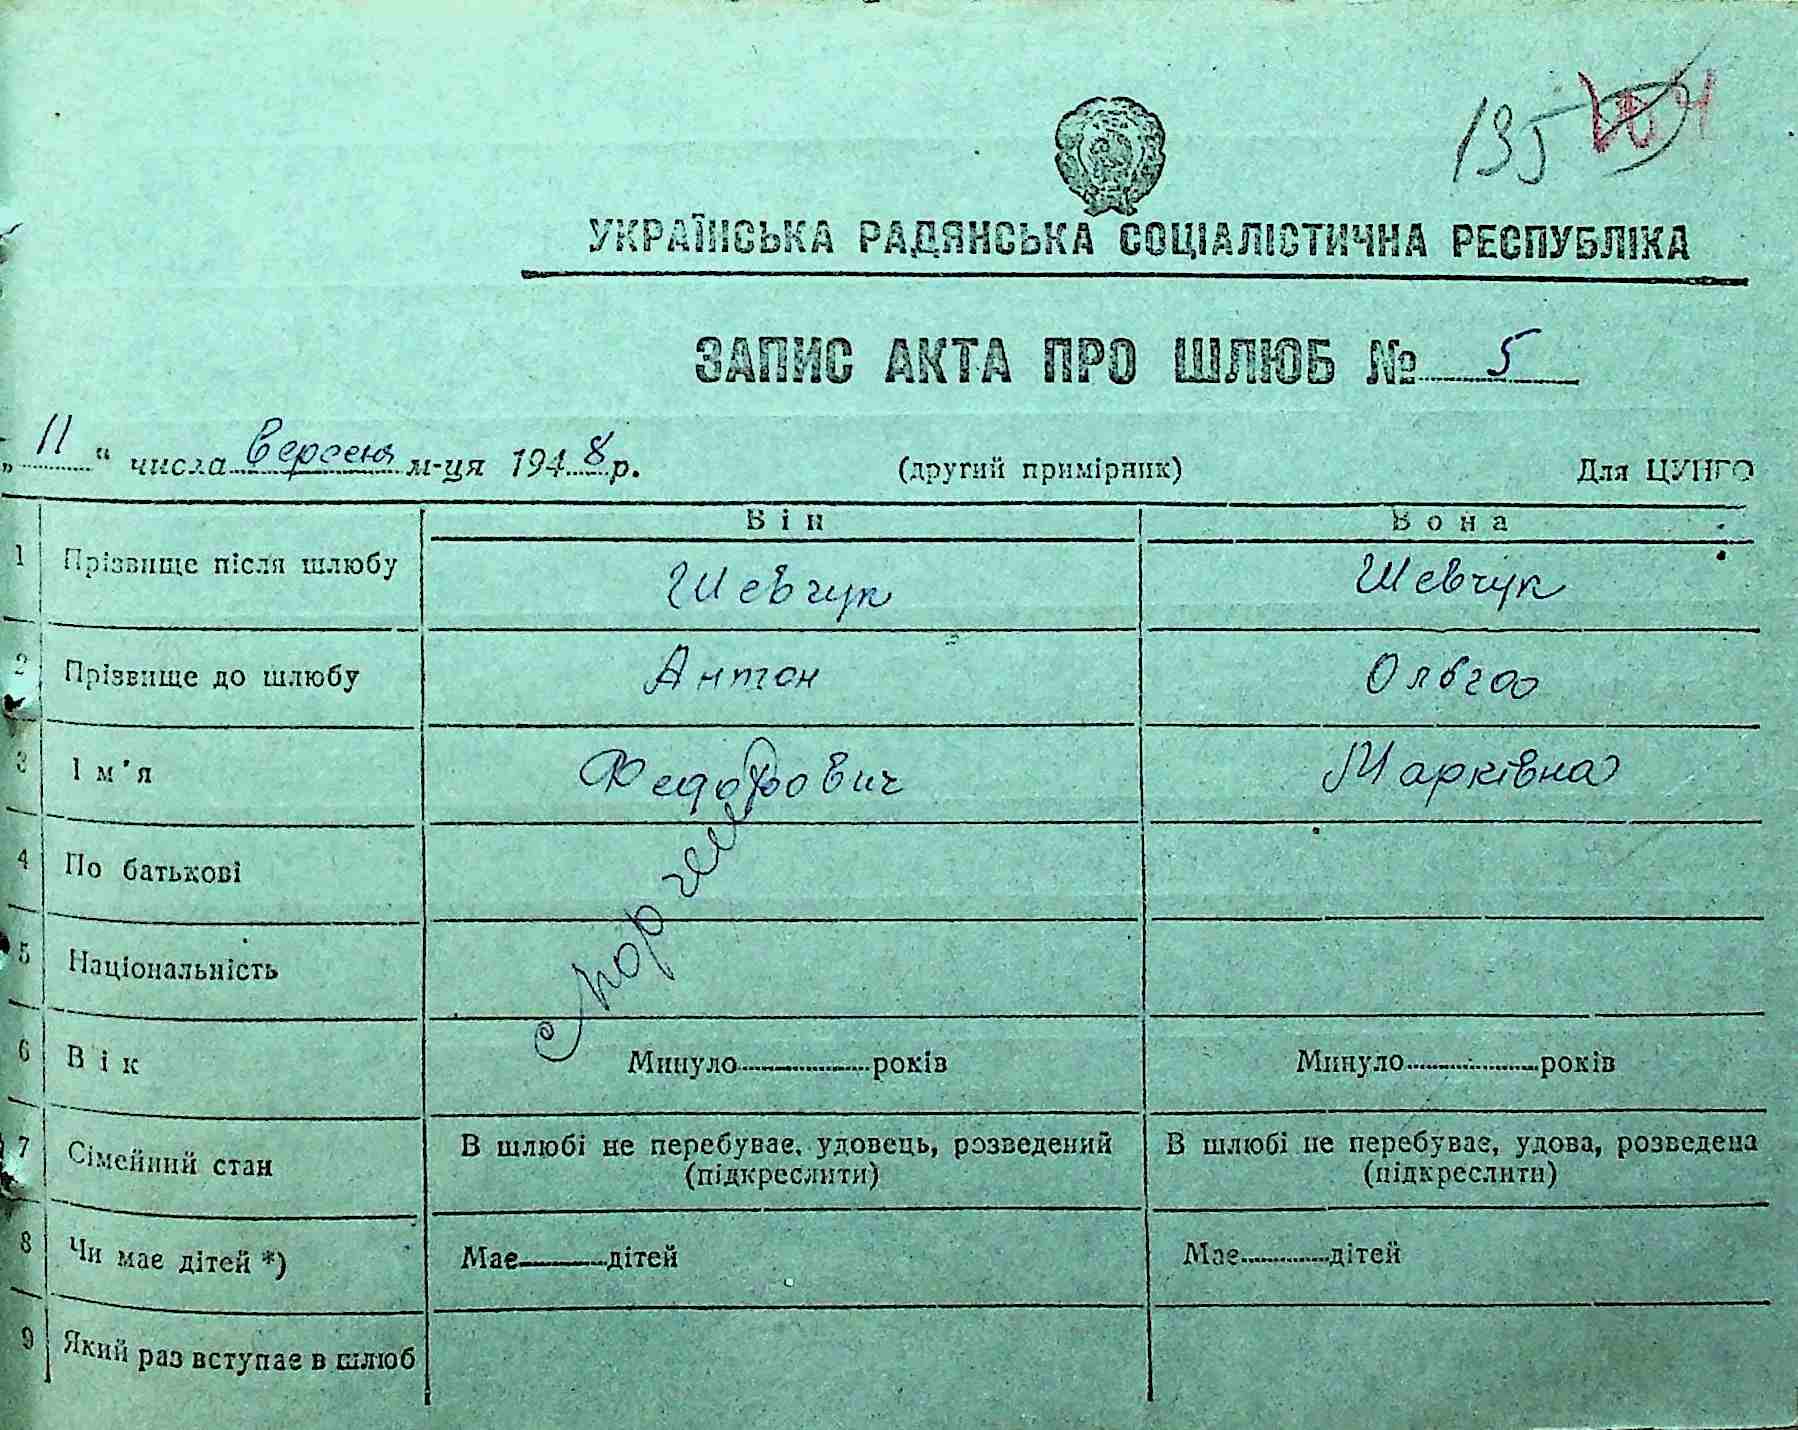 135
УКРАЇНСЬКА РАДЯНСЬКА СОЦІАЛІСТИЧНА РЕСПУБЛІКА
ЗАПИС АКТА ПРО ШЛЮБ № 5
„ 11 “ числа Вересня м-ця 1948 р. (другий примірник) Для ЦУНГО
Він Вона
1 Прізвище після шлюбу Шевчук Шевчук
2 Прізвище до шлюбу Антон Ольга
3 Ім'я Федорович Марківна
4 По батькові
5 Національність
6 Вік Минуло років Минуло років
7 Сімейний стан В шлюбі не перебуває, удовець, розведений (підкреслити) В шлюбі не перебуває, удова, розведена (підкреслити)
8 Чи має дітей *) Має дітей Має дітей
9 Який раз вступає в шлюб